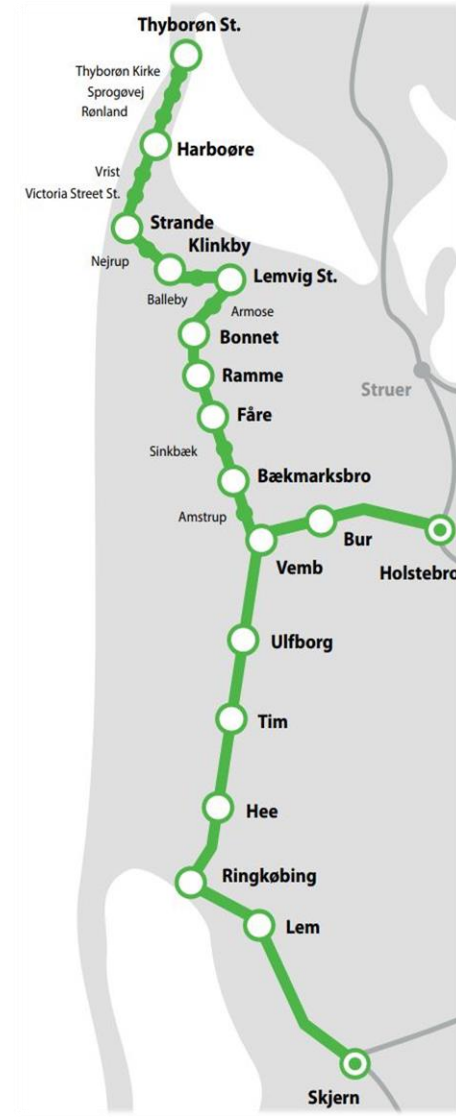 Thyborøn St.
Thyborøn Kirke
Sprogøvej
Rønland
Harboøre
Vrist
Victoria Street St.
Strande
Klinkby
Nejrup
Lemvig St.
Balleby
Armose
Bonnet
Ramme
Struer
Fåre
Sinkbæk
Bækmarksbro
Amstrup
Bur
Vemb
Holstebro
Ulfborg
Tim
Hee
Ringkøbing
Lem
Skjern